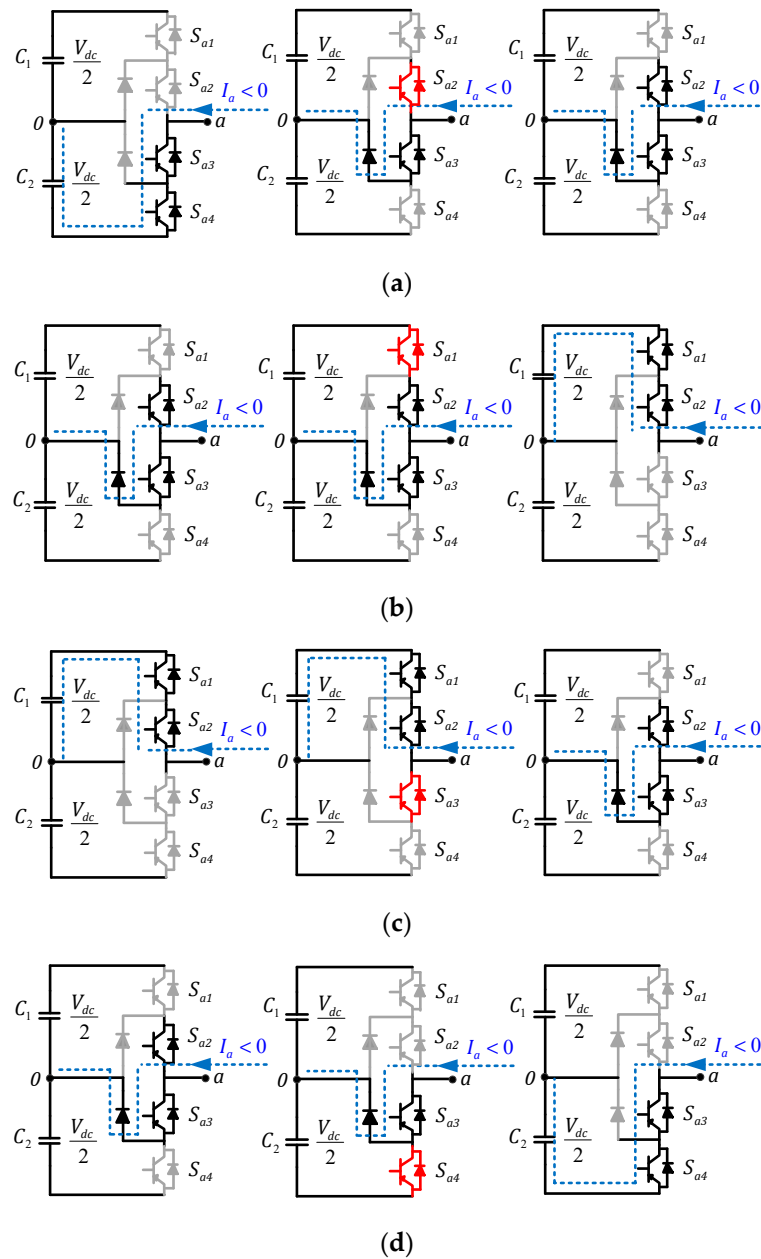 Sa1
C1 Vdc/2
Sa2
Ia < 0
0 a
Sa3
C2 Vdc/2
Sa4
Sa1
C1 Vdc/2
Sa2
Ia < 0
0 a
Sa3
C2 Vdc/2
Sa4
Sa1
C1 Vdc/2
Sa2
Ia < 0
0 a
Sa3
C2 Vdc/2
Sa4
(a)
Sa1
C1 Vdc/2
Sa2
Ia < 0
0 a
Sa3
C2 Vdc/2
Sa4
Sa1
C1 Vdc/2
Sa2
Ia < 0
0 a
Sa3
C2 Vdc/2
Sa4
Sa1
C1 Vdc/2
Sa2
Ia < 0
0 a
Sa3
C2 Vdc/2
Sa4
(b)
Sa1
C1 Vdc/2
Sa2
Ia < 0
0 a
Sa3
C2 Vdc/2
Sa4
Sa1
C1 Vdc/2
Sa2
Ia < 0
0 a
Sa3
C2 Vdc/2
Sa4
Sa1
C1 Vdc/2
Sa2
Ia < 0
0 a
Sa3
C2 Vdc/2
Sa4
(c)
Sa1
C1 Vdc/2
Sa2
Ia < 0
0 a
Sa3
C2 Vdc/2
Sa4
Sa1
C1 Vdc/2
Sa2
Ia < 0
0 a
Sa3
C2 Vdc/2
Sa4
Sa1
C1 Vdc/2
Sa2
Ia < 0
0 a
Sa3
C2 Vdc/2
Sa4
(d)